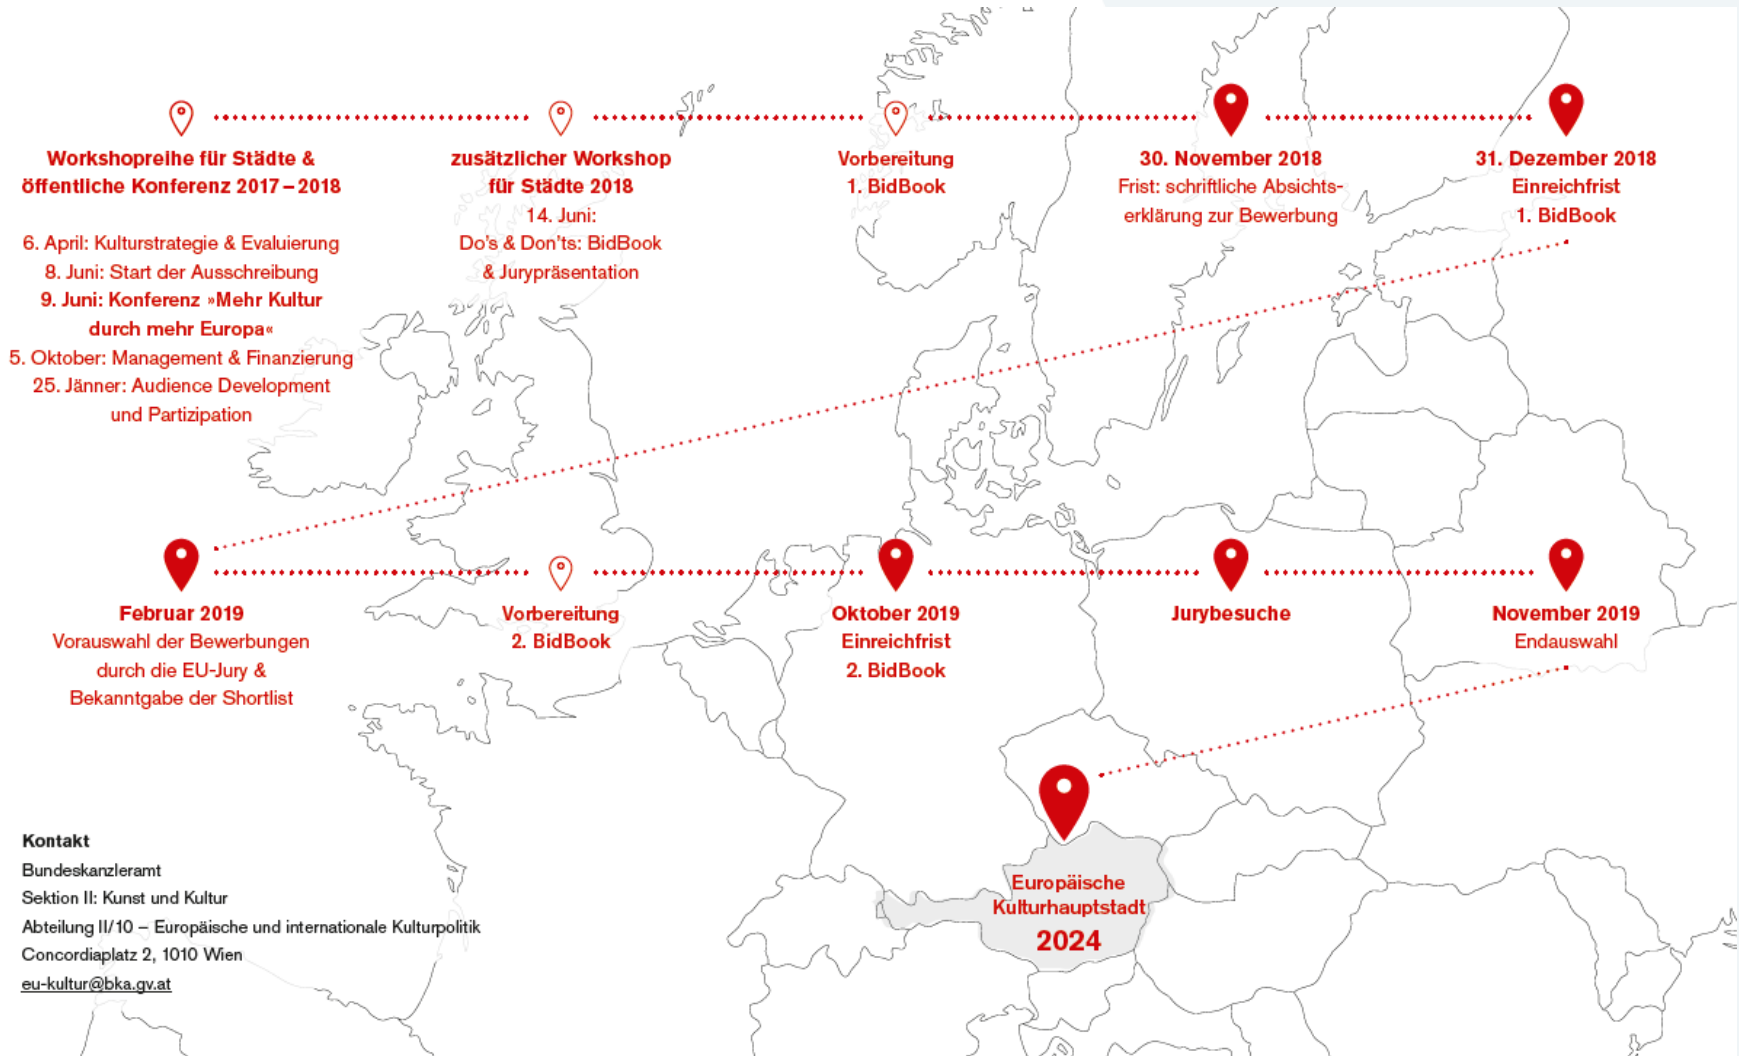 Workshopreihe für Städte &
öffentliche Konferenz 2017 – 2018
6. April: Kulturstrategie & Evaluierung
8. Juni: Start der Ausschreibung
9. Juni: Konferenz »Mehr Kultur
durch mehr Europa«
5. Oktober: Management & Finanzierung
25. Jänner: Audience Development
und Partizipation
zusätzlicher Workshop
für Städte 2018
14. Juni:
Do's & Don'ts: BidBook
& Jurypräsentation
Vorbereitung
1. BidBook
30. November 2018
Frist: schriftliche Absichts-
erklärung zur Bewerbung
31. Dezember 2018
Einreichfrist
1. BidBook
Februar 2019
Vorauswahl der Bewerbungen
durch die EU-Jury &
Bekanntgabe der Shortlist
Vorbereitung
2. BidBook
Oktober 2019
Einreichfrist
2. BidBook
Jurybesuche
November 2019
Endauswahl
Europäische
Kulturhauptstadt
2024
Kontakt
Bundeskanzleramt
Sektion II: Kunst und Kultur
Abteilung II/10 – Europäische und internationale Kulturpolitik
Concordiaplatz 2, 1010 Wien
eu-kultur@bka.gv.at